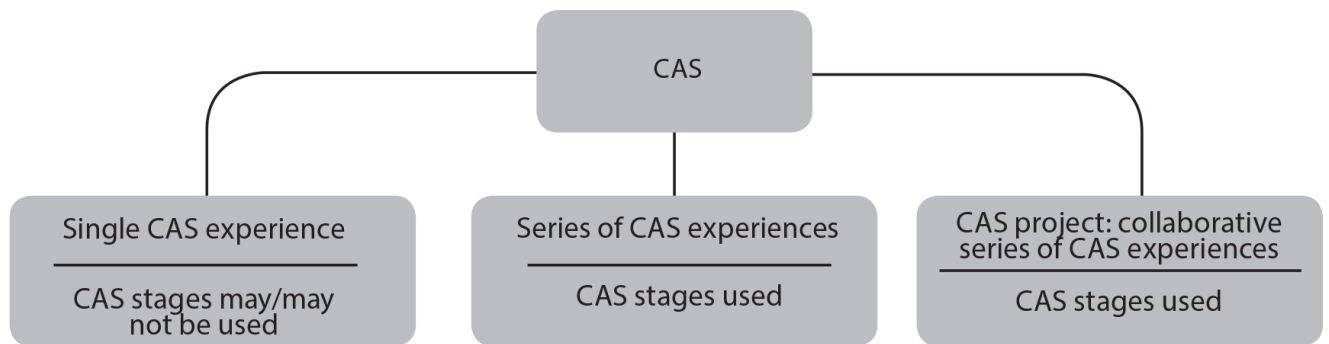 CAS
Single CAS experience
CAS stages may/may
not be used
Series of CAS experiences
CAS stages used
CAS project: collaborative
series of CAS experiences
CAS stages used